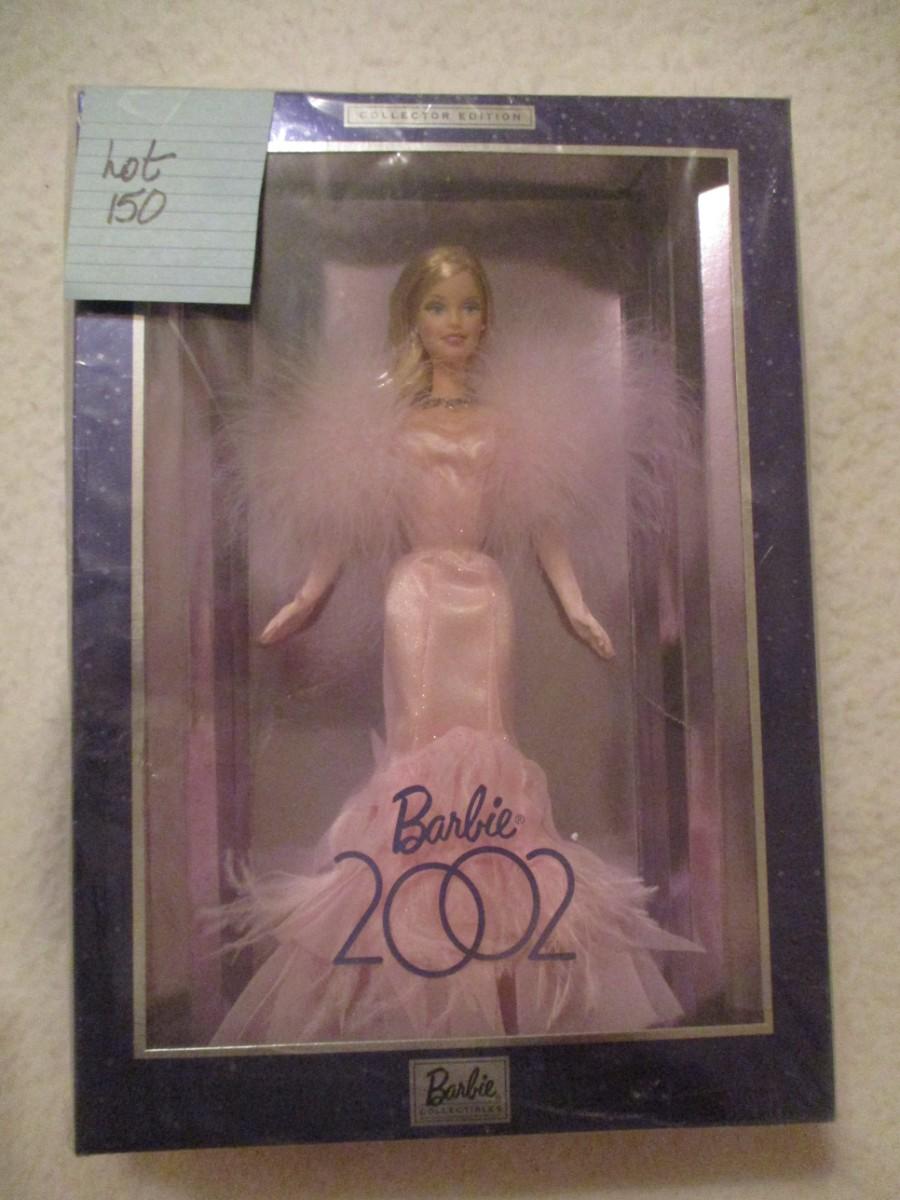 COLLECTOR EDITION
Lot
150
Barbie®
2002
Barbie
COLLECTIBLES